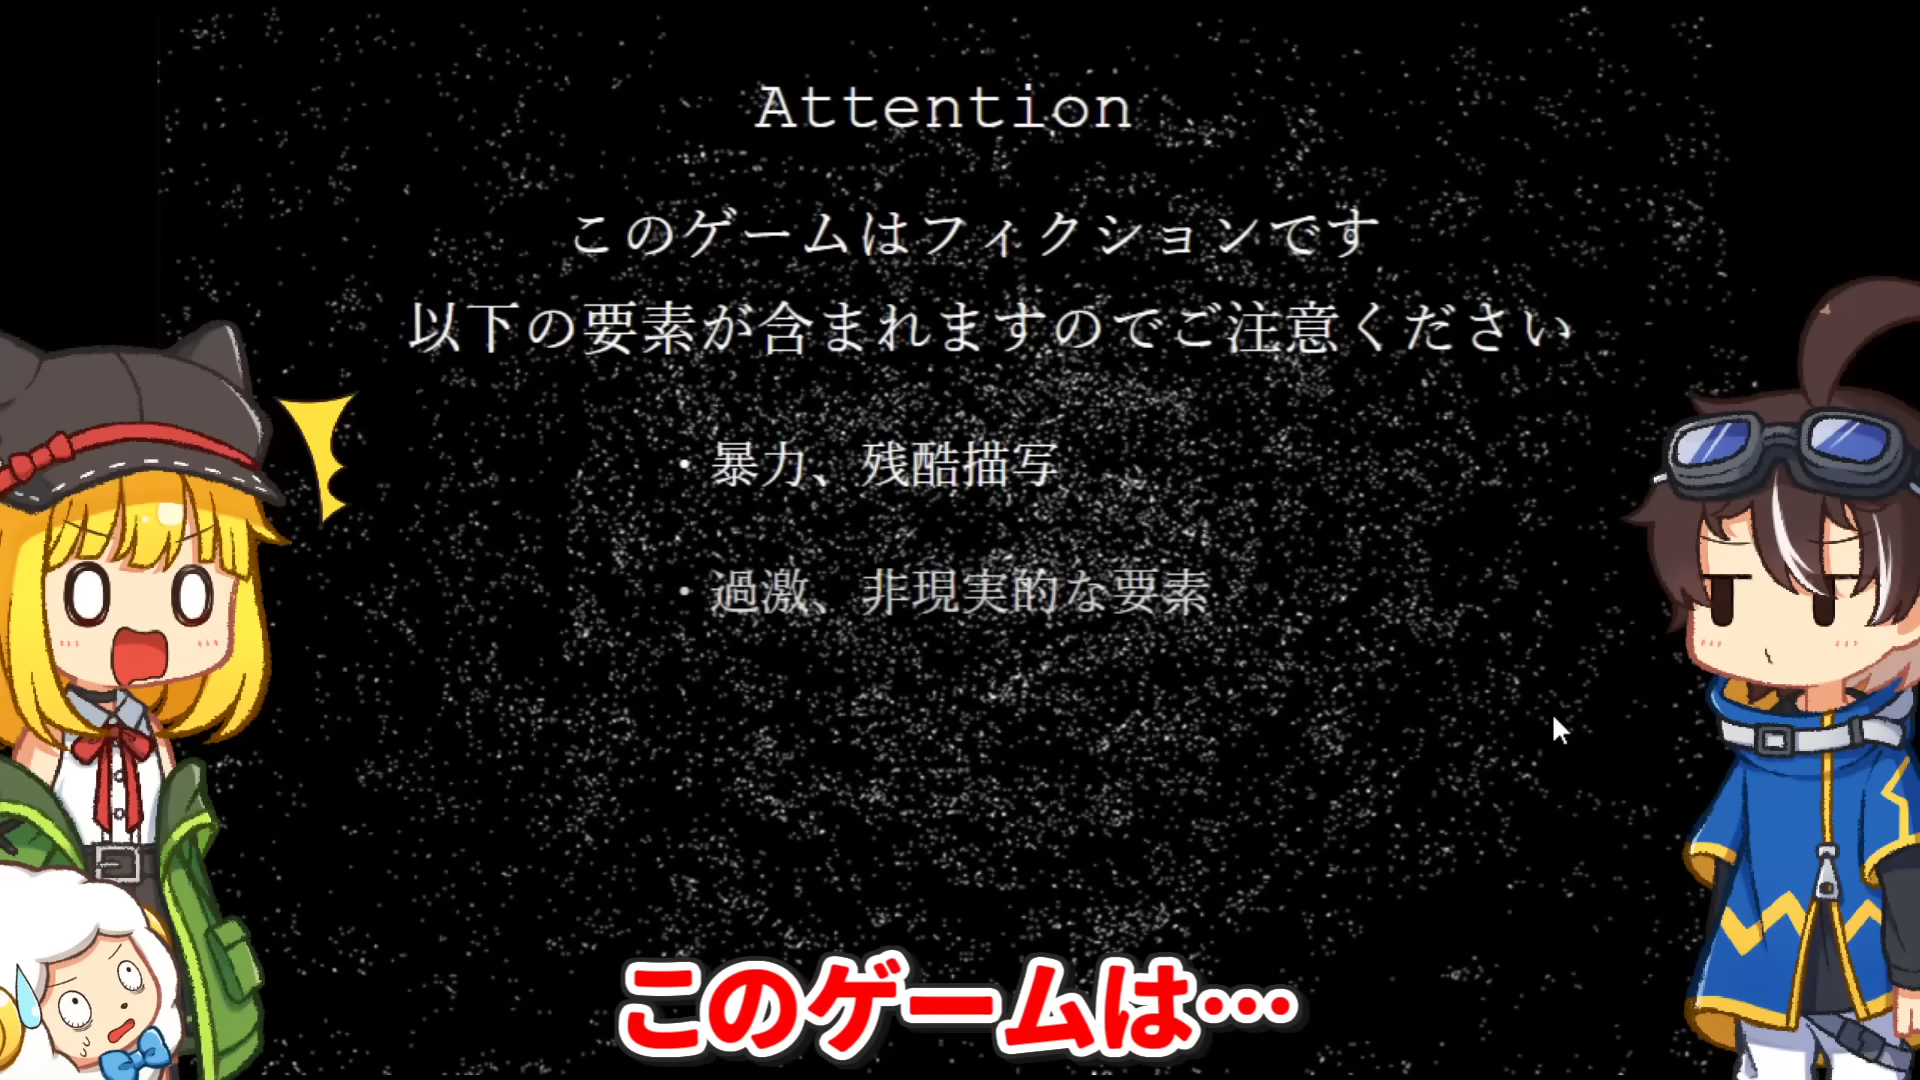 Attention
このゲームはフィクションです
以下の要素が含まれますのでご注意ください
・暴力、残酷描写
・過激、非現実的な要素
このゲームは…